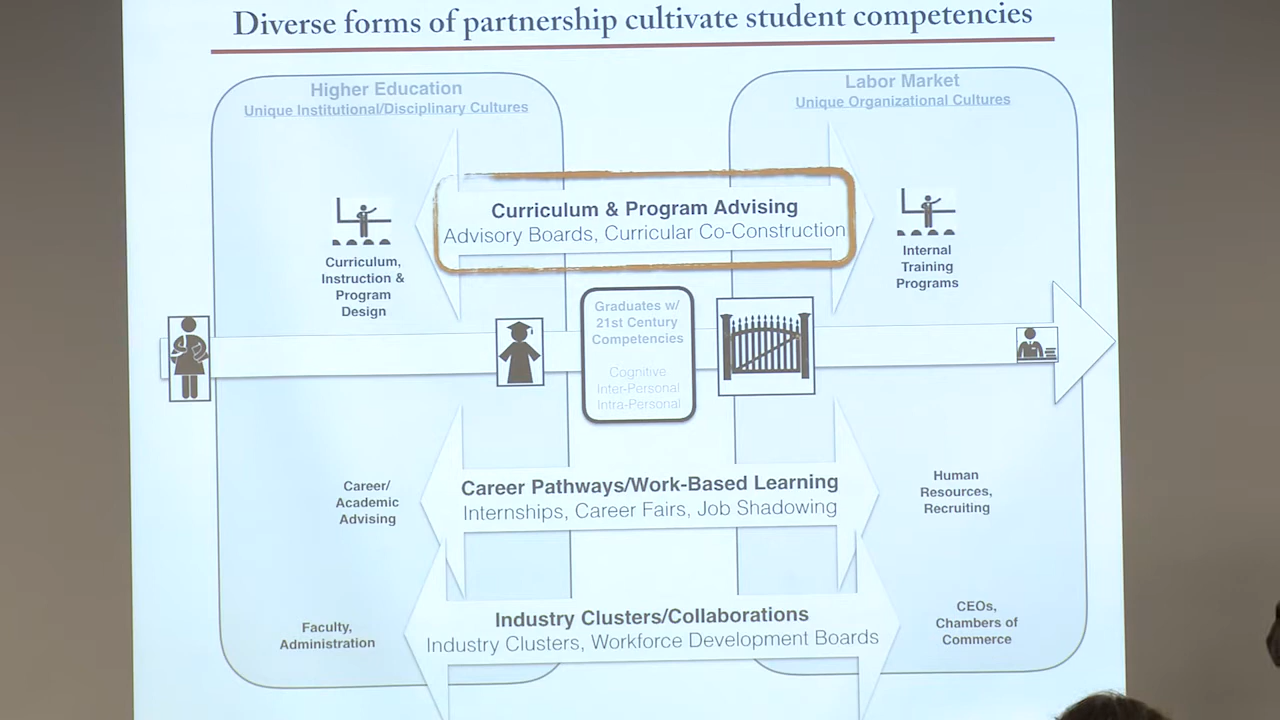 Diverse forms of partnership cultivate student competencies
Higher Education
Unique Institutional/Disciplinary Cultures
Labor Market
Unique Organizational Cultures
Curriculum & Program Advising
Advisory Boards, Curricular Co-Construction
Curriculum,
Instruction &
Program
Design
Internal
Training
Programs
Graduates w/
21st Century
Competencies
Cognitive
Inter-Personal
Intra-Personal
Career/
Academic
Advising
Career Pathways/Work-Based Learning
Internships, Career Fairs, Job Shadowing
Human
Resources,
Recruiting
Faculty,
Administration
Industry Clusters/Collaborations
Industry Clusters, Workforce Development Boards
CEOs,
Chambers of
Commerce